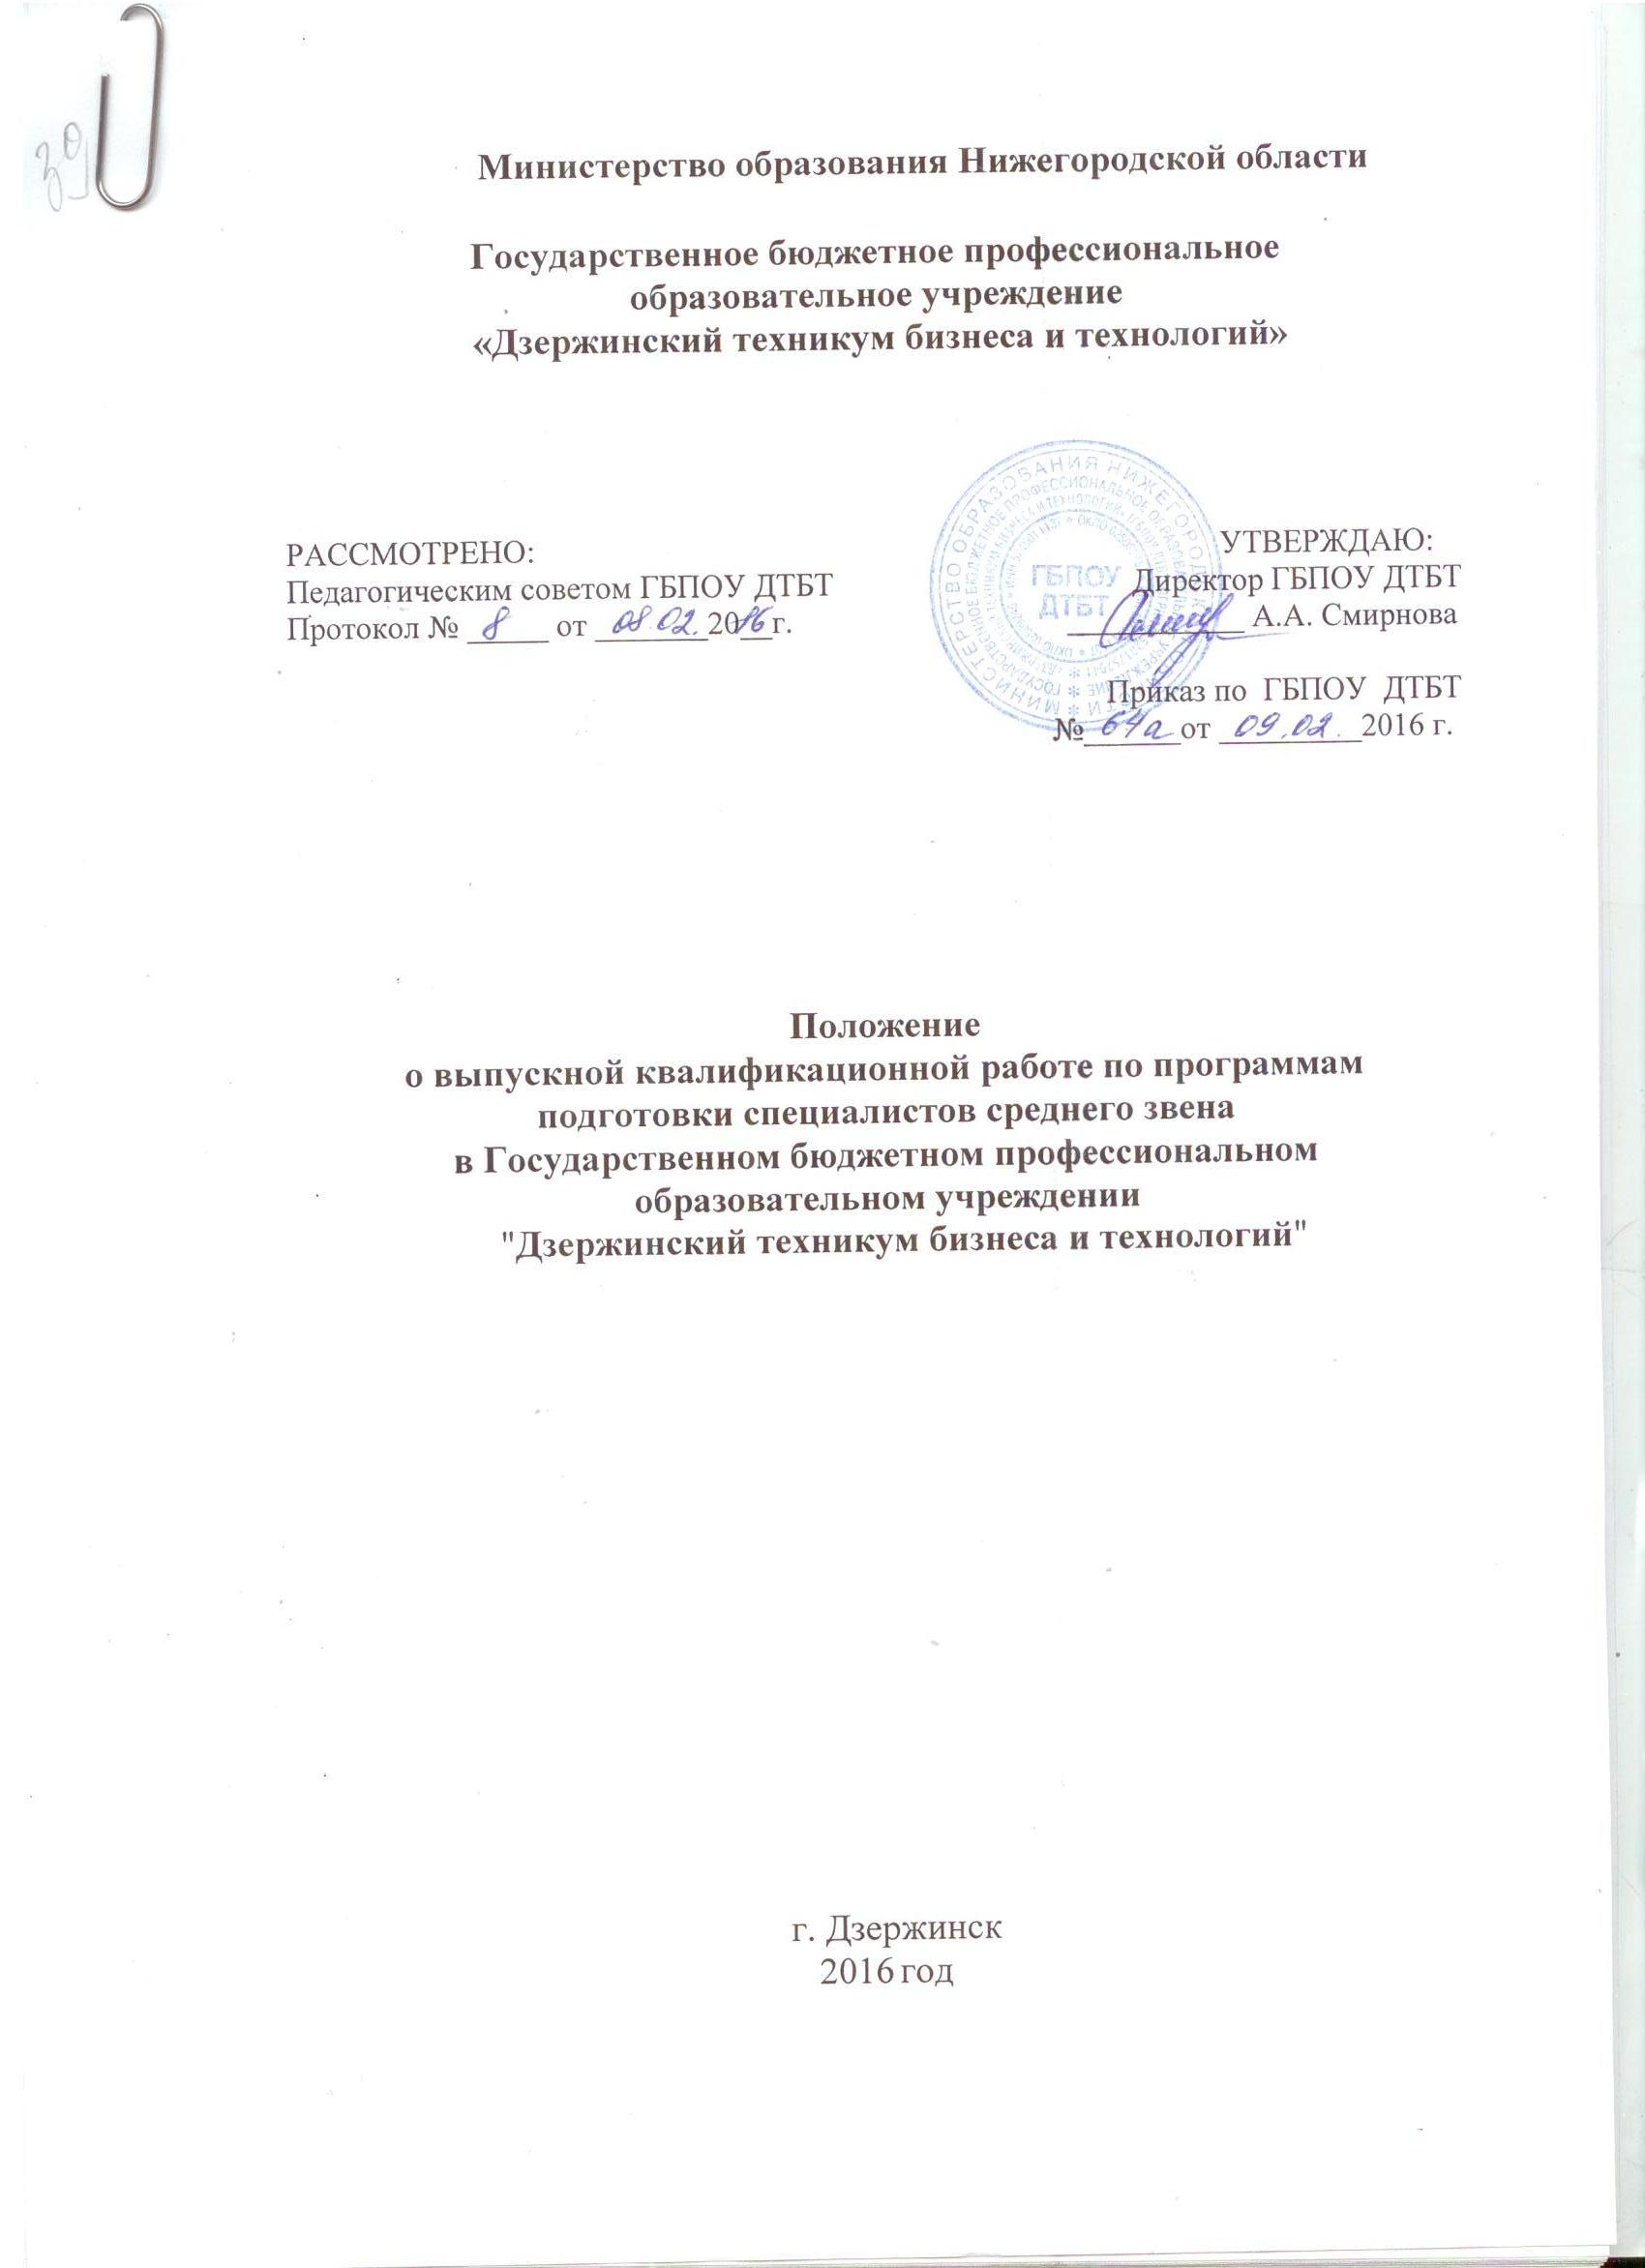 Министерство образования Нижегородской области
Государственное бюджетное профессиональное
образовательное учреждение
«Дзержинский техникум бизнеса и технологий»
РАССМОТРЕНО:
Педагогическим советом ГБПОУ ДТБТ
Протокол № 8 от 08.02.2016г.
УТВЕРЖДАЮ:
Директор ГБПОУ ДТБТ
А.А. Смирнова
Приказ по ГБПОУ ДТБТ
№ 64а от 09.02. 2016 г.
ГБПОУ
ДТБТ
Положение
о выпускной квалификационной работе по программам
подготовки специалистов среднего звена
в Государственном бюджетном профессиональном
образовательном учреждении
"Дзержинский техникум бизнеса и технологий"
г. Дзержинск
2016 год